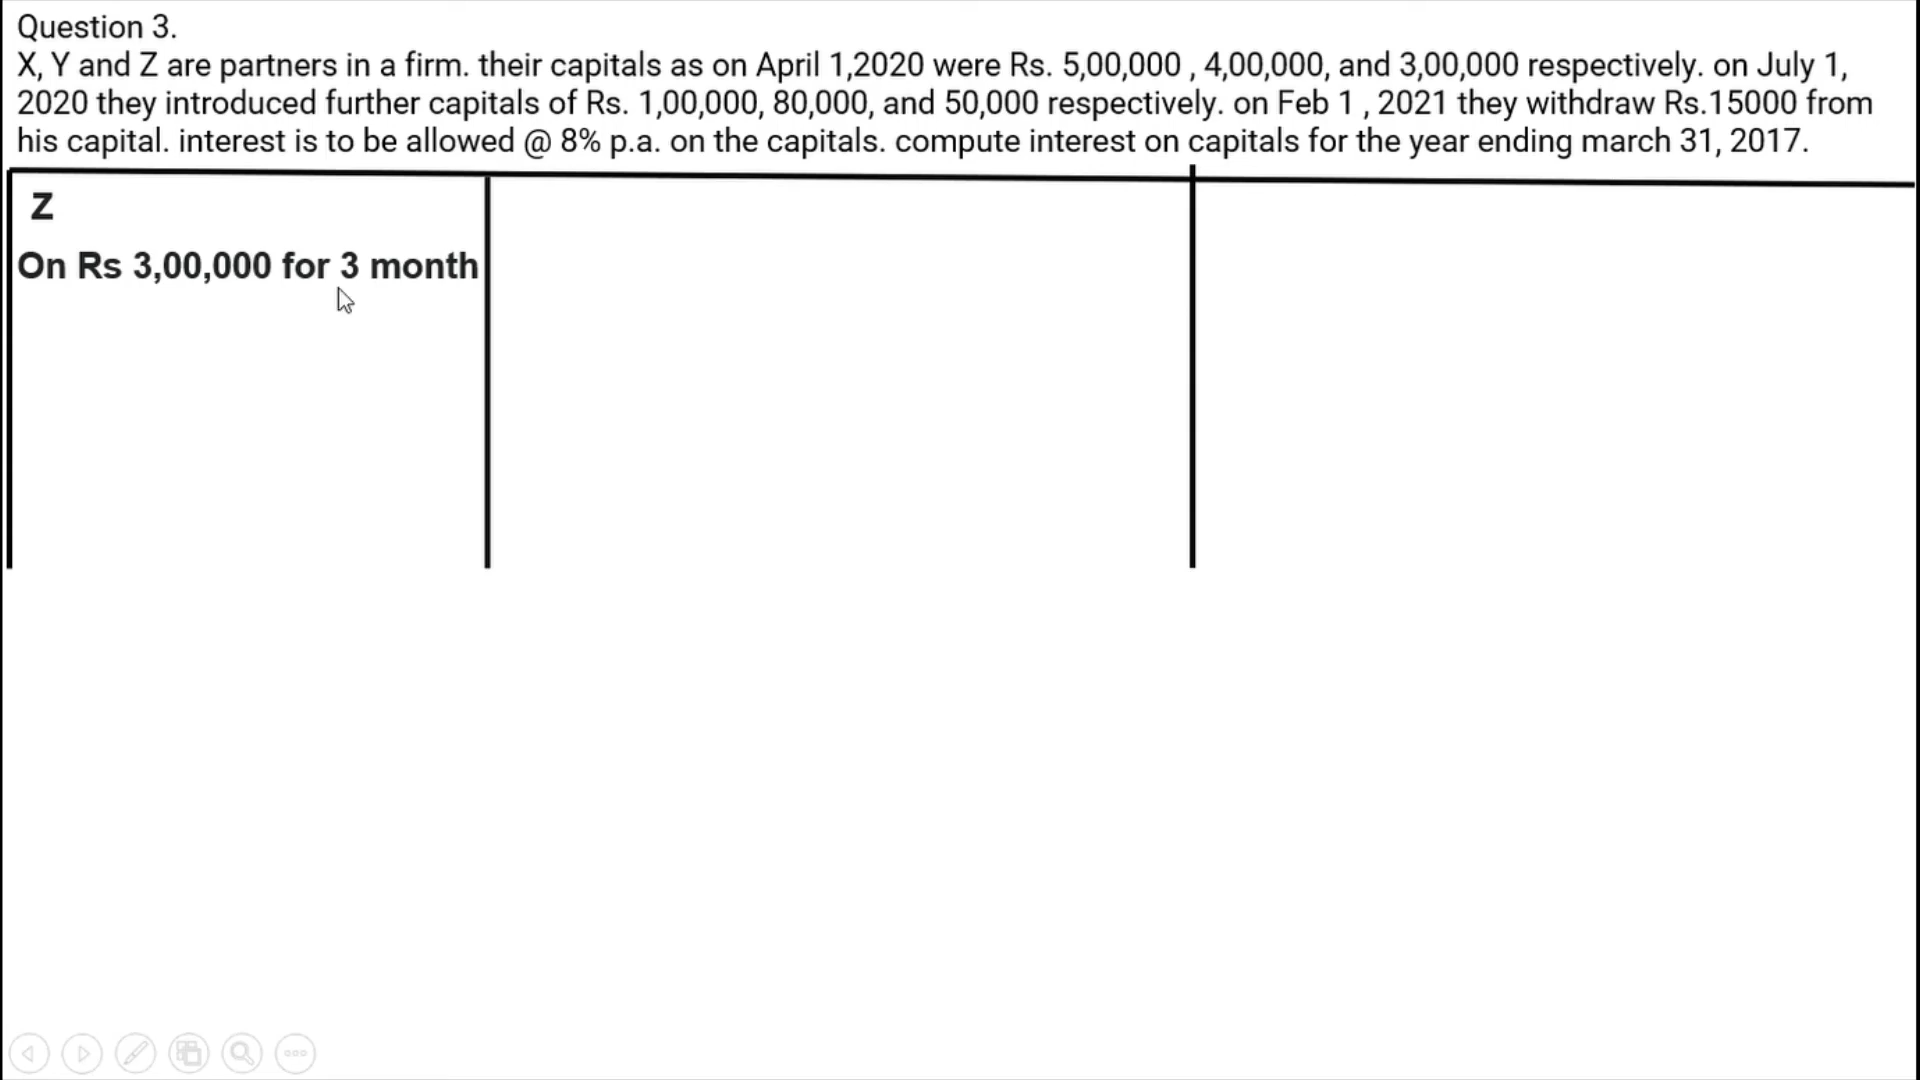 Question 3.
X, Y and Z are partners in a firm. their capitals as on April 1,2020 were Rs. 5,00,000 , 4,00,000, and 3,00,000 respectively. on July 1,
2020 they introduced further capitals of Rs. 1,00,000, 80,000, and 50,000 respectively. on Feb 1 , 2021 they withdraw Rs.15000 from
his capital. interest is to be allowed @ 8% p.a. on the capitals. compute interest on capitals for the year ending march 31, 2017.
Z
On Rs 3,00,000 for 3 month